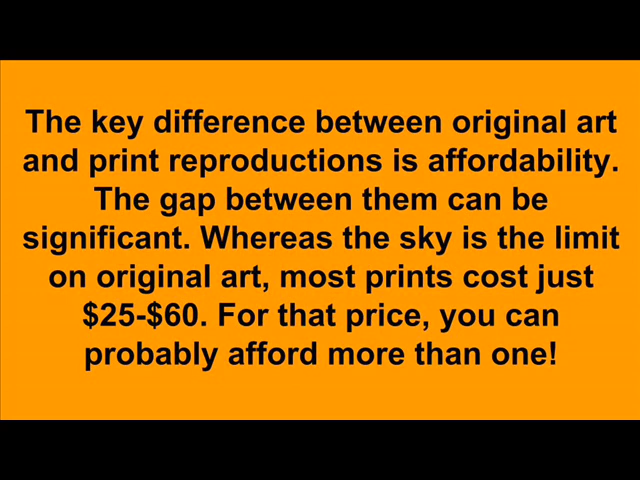 The key difference between original art
and print reproductions is affordability.
The gap between them can be
significant. Whereas the sky is the limit
on original art, most prints cost just
$25-$60. For that price, you can
probably afford more than one!